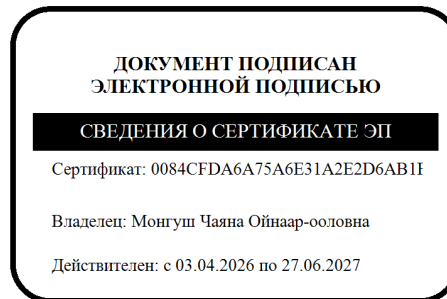 ДОКУМЕНТ ПОДПИСАН
ЭЛЕКТРОННОЙ ПОДПИСЬЮ
СВЕДЕНИЯ О СЕРТИФИКАТЕ ЭП
Сертификат: 0084CFDA6A75A6E31A2E2D6AB1
Владелец: Монгуш Чаяна Ойнаар-ооловна
Действителен: с 03.04.2026 по 27.06.2027